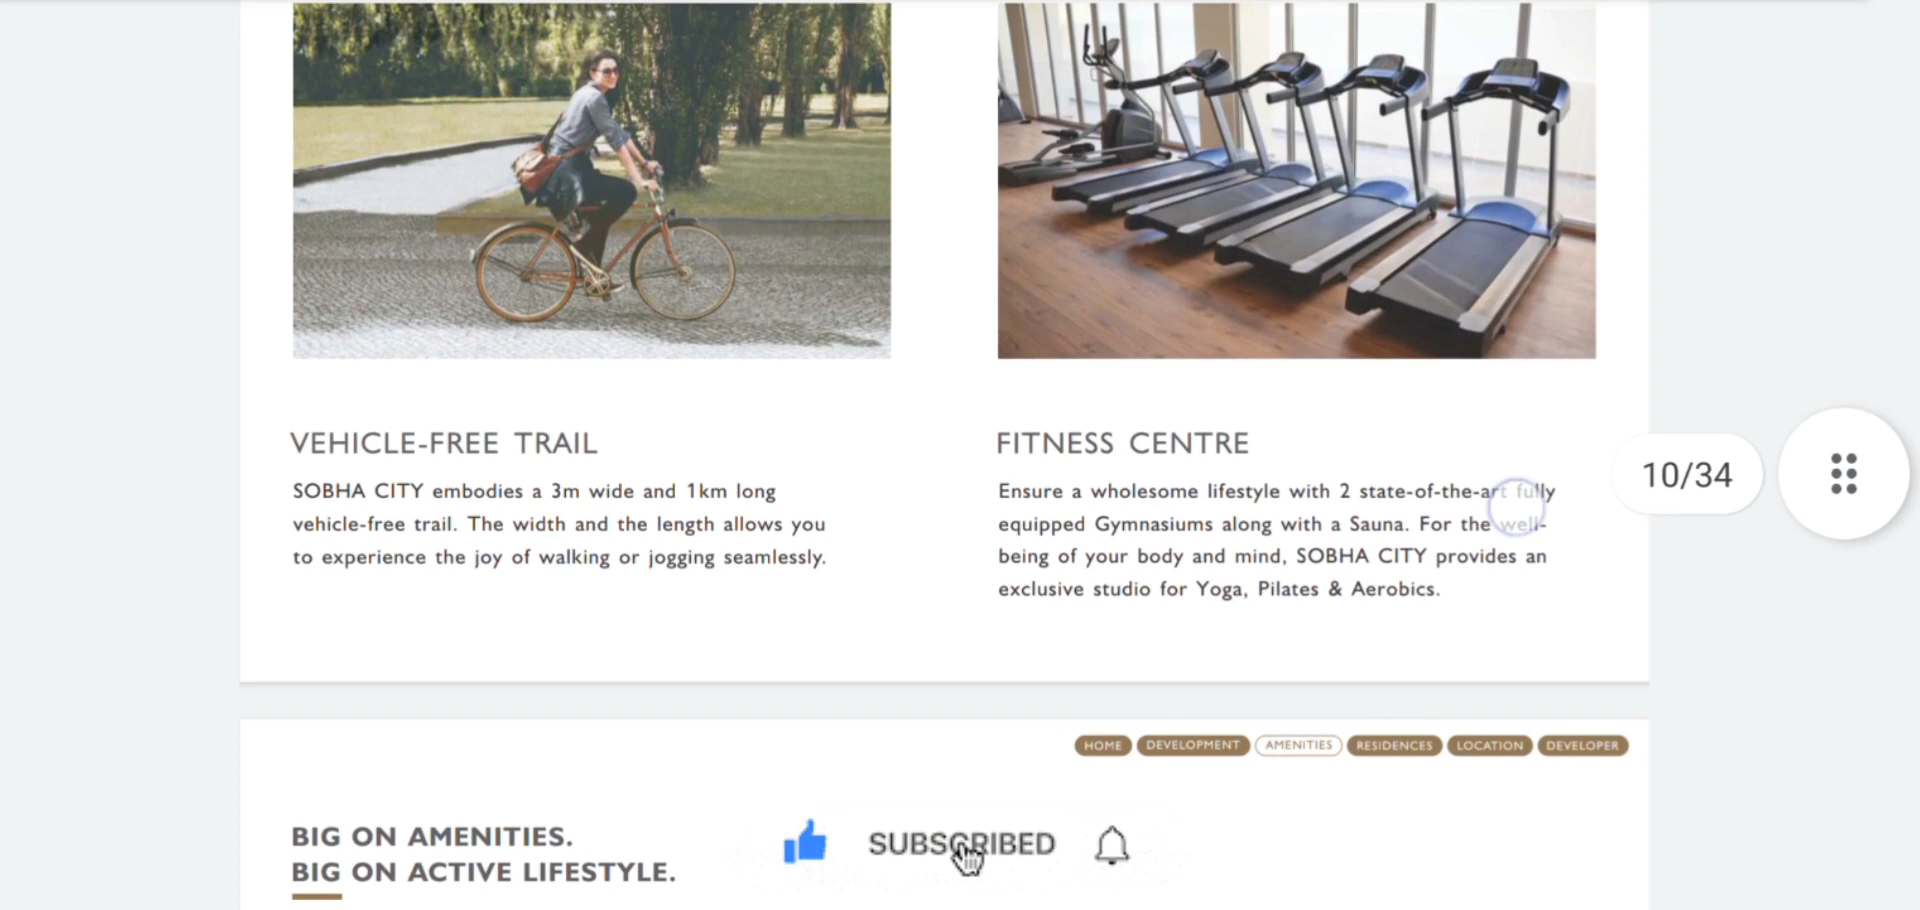 VEHICLE-FREE TRAIL
SOBHA CITY embodies a 3m wide and 1km long
vehicle-free trail. The width and the length allows you
to experience the joy of walking or jogging seamlessly.
FITNESS CENTRE
Ensure a wholesome lifestyle with 2 state-of-the-art fully
equipped Gymnasiums along with a Sauna. For the well-
being of your body and mind, SOBHA CITY provides an
exclusive studio for Yoga, Pilates & Aerobics.
10/34
HOME DEVELOPMENT AMENITIES RESIDENCES LOCATION DEVELOPER
BIG ON AMENITIES.
BIG ON ACTIVE LIFESTYLE.
SUBSCRIBED